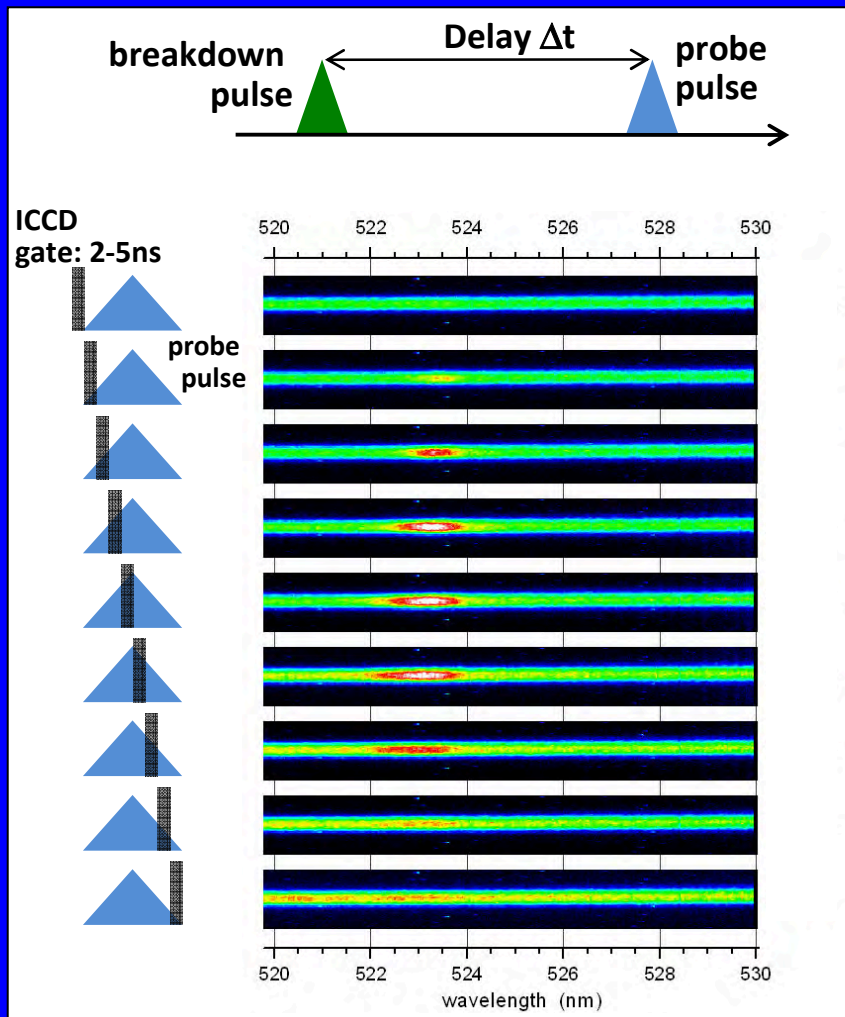 Delay Δt
breakdown
pulse
probe
pulse
ICCD
gate: 2-5ns
520 522 524 526 528 530
probe
pulse
520 522 524 526 528 530
wavelength (nm)